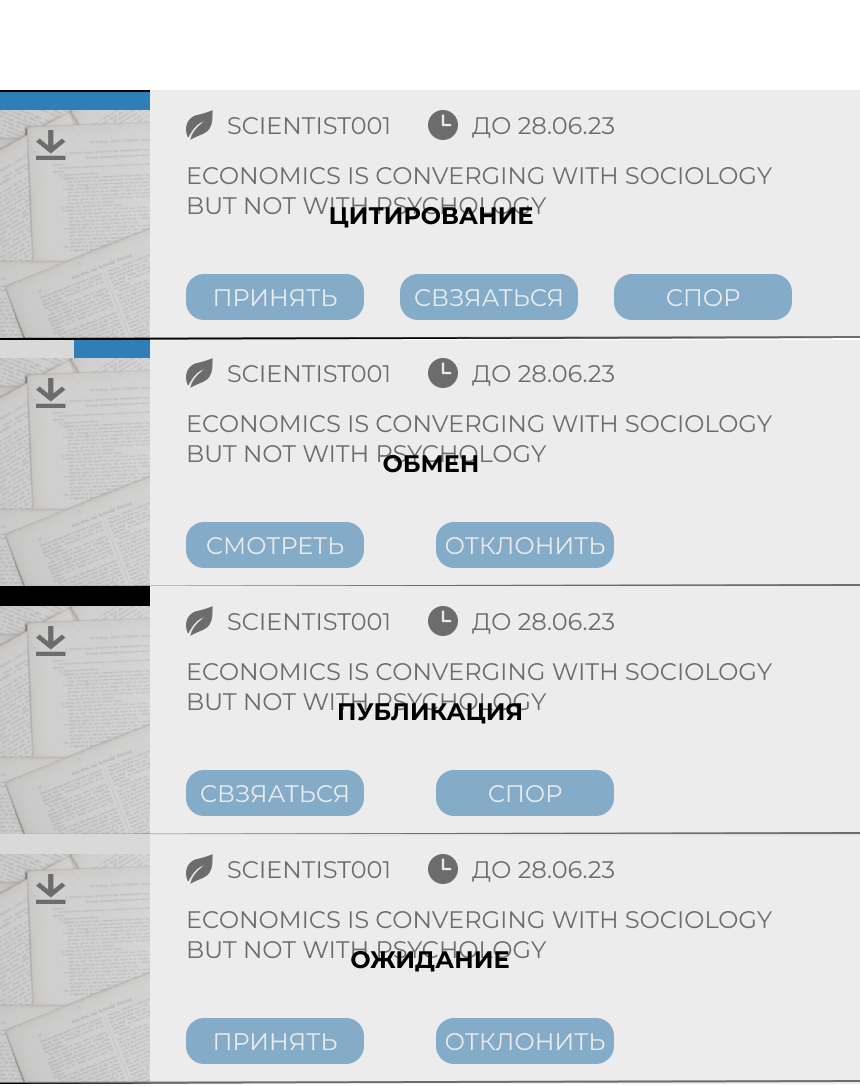 SCIENTIST001 ДО 28.06.23
ECONOMICS IS CONVERGING WITH SOCIOLOGY
BUT NOT WITH PSYCHOLOGY
ЦИТИРОВАНИЕ
ПРИНЯТЬ СВЗЯАТЬСЯ СПОР
SCIENTIST001 ДО 28.06.23
ECONOMICS IS CONVERGING WITH SOCIOLOGY
BUT NOT WITH PSYCHOLOGY
ОБМЕН
СМОТРЕТЬ ОТКЛОНИТЬ
SCIENTIST001 ДО 28.06.23
ECONOMICS IS CONVERGING WITH SOCIOLOGY
BUT NOT WITH PSYCHOLOGY
ПУБЛИКАЦИЯ
СВЗЯАТЬСЯ СПОР
SCIENTIST001 ДО 28.06.23
ECONOMICS IS CONVERGING WITH SOCIOLOGY
BUT NOT WITH PSYCHOLOGY
ОЖИДАНИЕ
ПРИНЯТЬ ОТКЛОНИТЬ